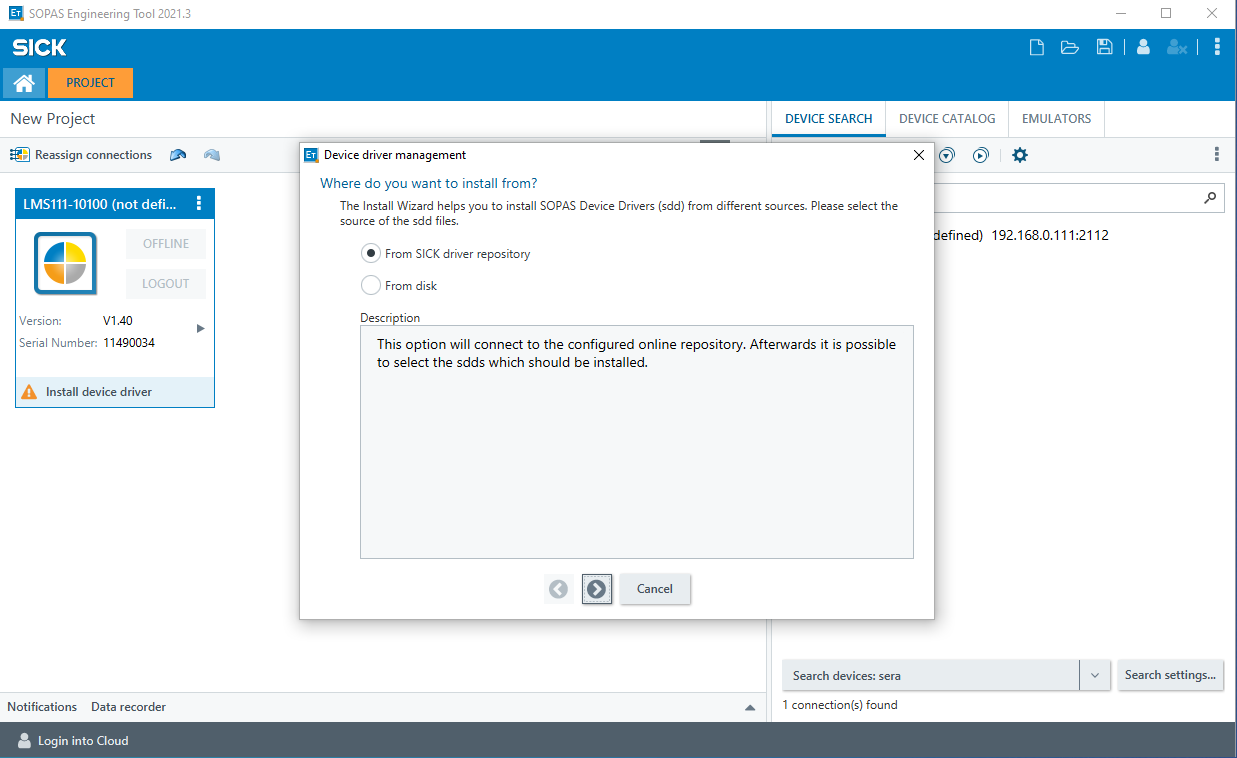 ET SOPAS Engineering Tool 2021.3
SICK
PROJECT
New Project
DEVICE SEARCH
DEVICE CATALOG
EMULATORS
Reassign connections
LMS111-10100 (not defi...
OFFLINE
LOGOUT
Version: V1.40
Serial Number: 11490034
Install device driver
ET Device driver management
Where do you want to install from?
The Install Wizard helps you to install SOPAS Device Drivers (sdd) from different sources. Please select the
source of the sdd files.
From SICK driver repository
From disk
Description
This option will connect to the configured online repository. Afterwards it is possible
to select the sdds which should be installed.
Cancel
defined) 192.168.0.111:2112
Search devices: sera
Search settings...
1 connection(s) found
Notifications
Data recorder
Login into Cloud